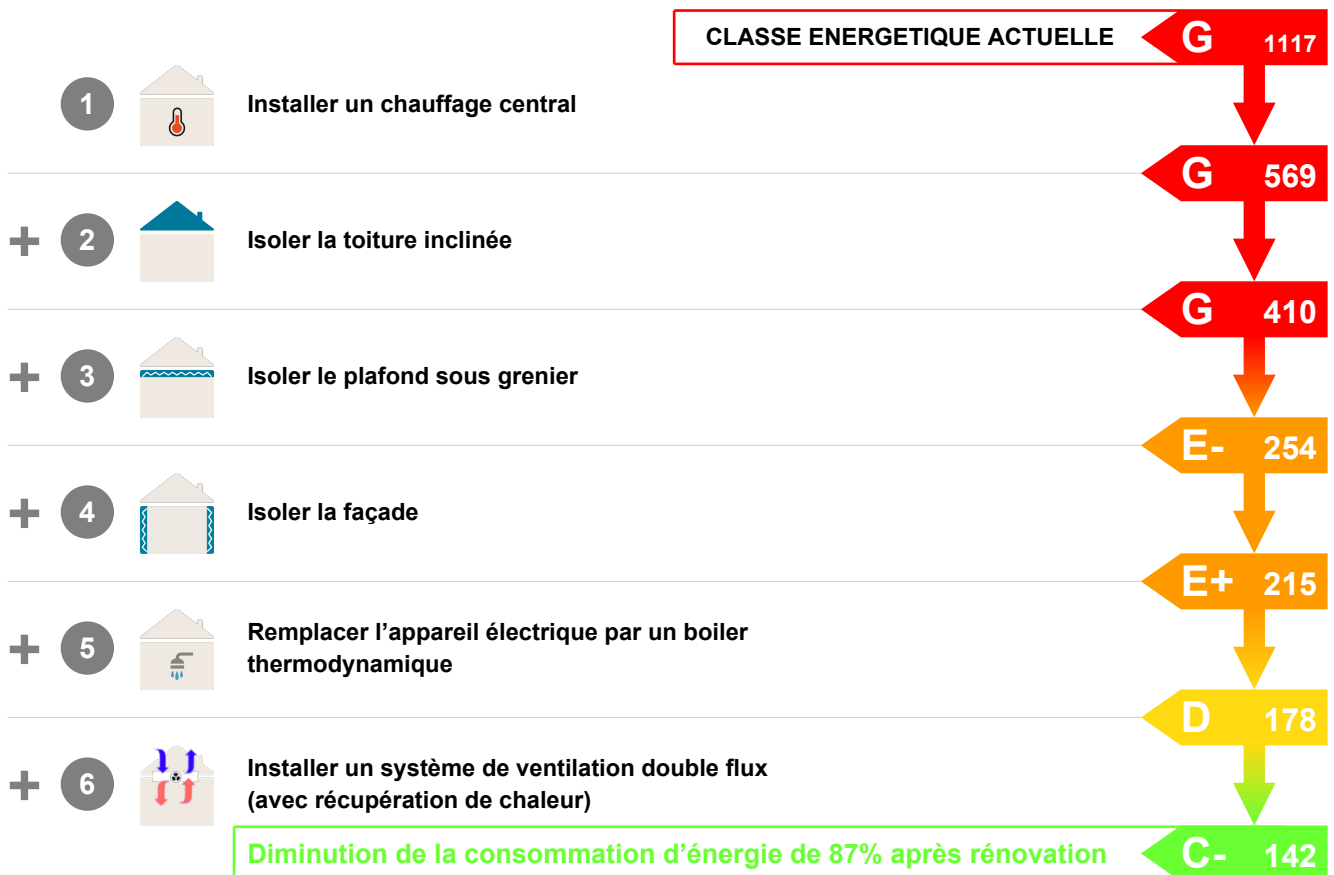 CLASSE ENERGETIQUE ACTUELLE G 1117
1 Installer un chauffage central
G 569
+ 2 Isoler la toiture inclinée
G 410
+ 3 Isoler le plafond sous grenier
E- 254
+ 4 Isoler la façade
E+ 215
+ 5 Remplacer l’appareil électrique par un boiler
thermodynamique
D 178
+ 6 Installer un système de ventilation double flux
(avec récupération de chaleur)
Diminution de la consommation d’énergie de 87% après rénovation C- 142